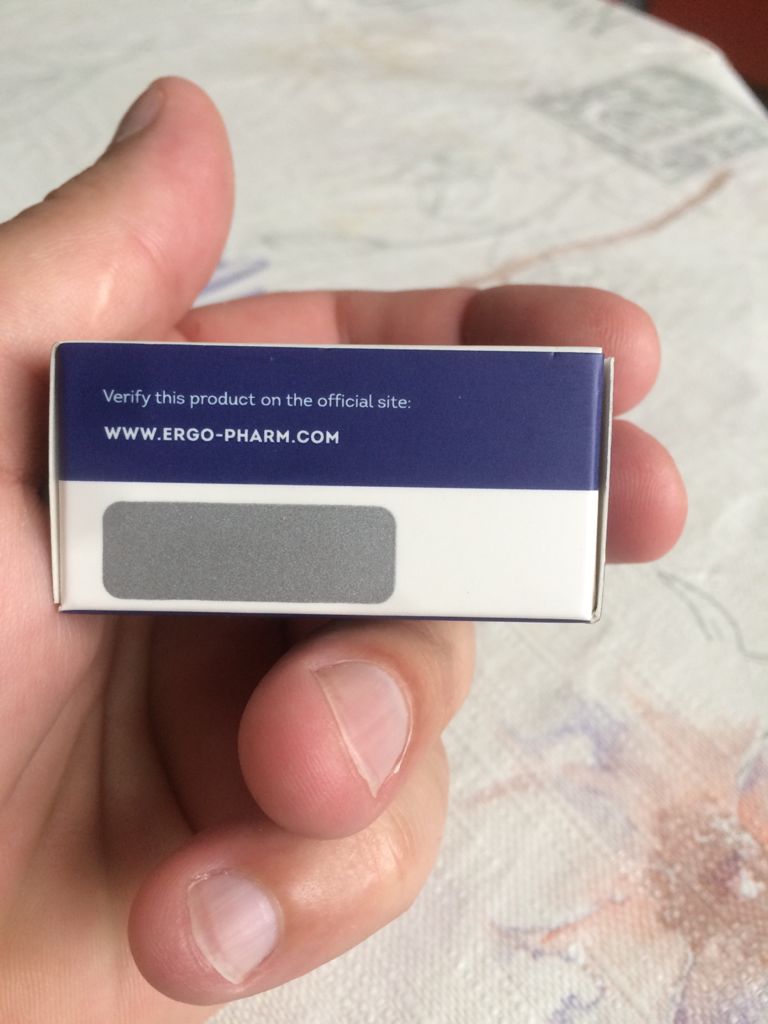 Verify this product on the official site:
WWW.ERGO-PHARM.COM